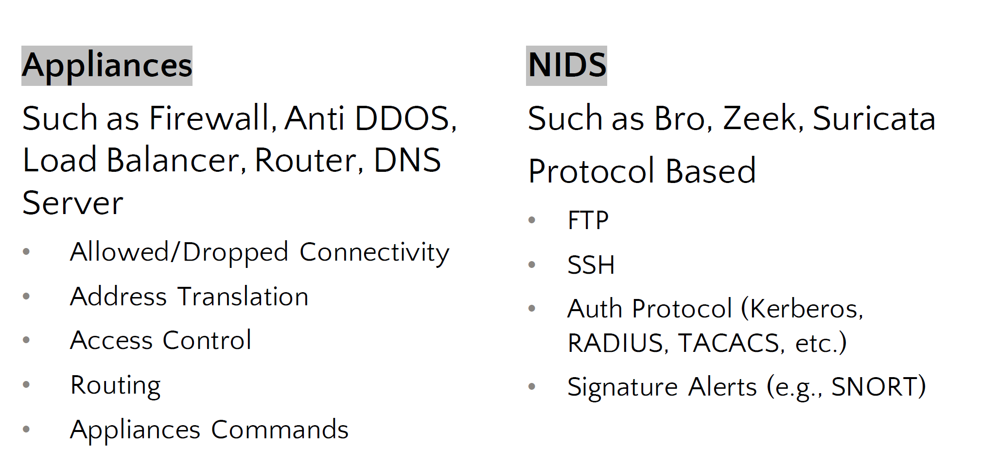 Appliances
Such as Firewall, Anti DDOS,
Load Balancer, Router, DNS
Server
• Allowed/Dropped Connectivity
• Address Translation
• Access Control
• Routing
• Appliances Commands
NIDS
Such as Bro, Zeek, Suricata
Protocol Based
• FTP
• SSH
• Auth Protocol (Kerberos,
RADIUS, TACACS, etc.)
• Signature Alerts (e.g., SNORT)